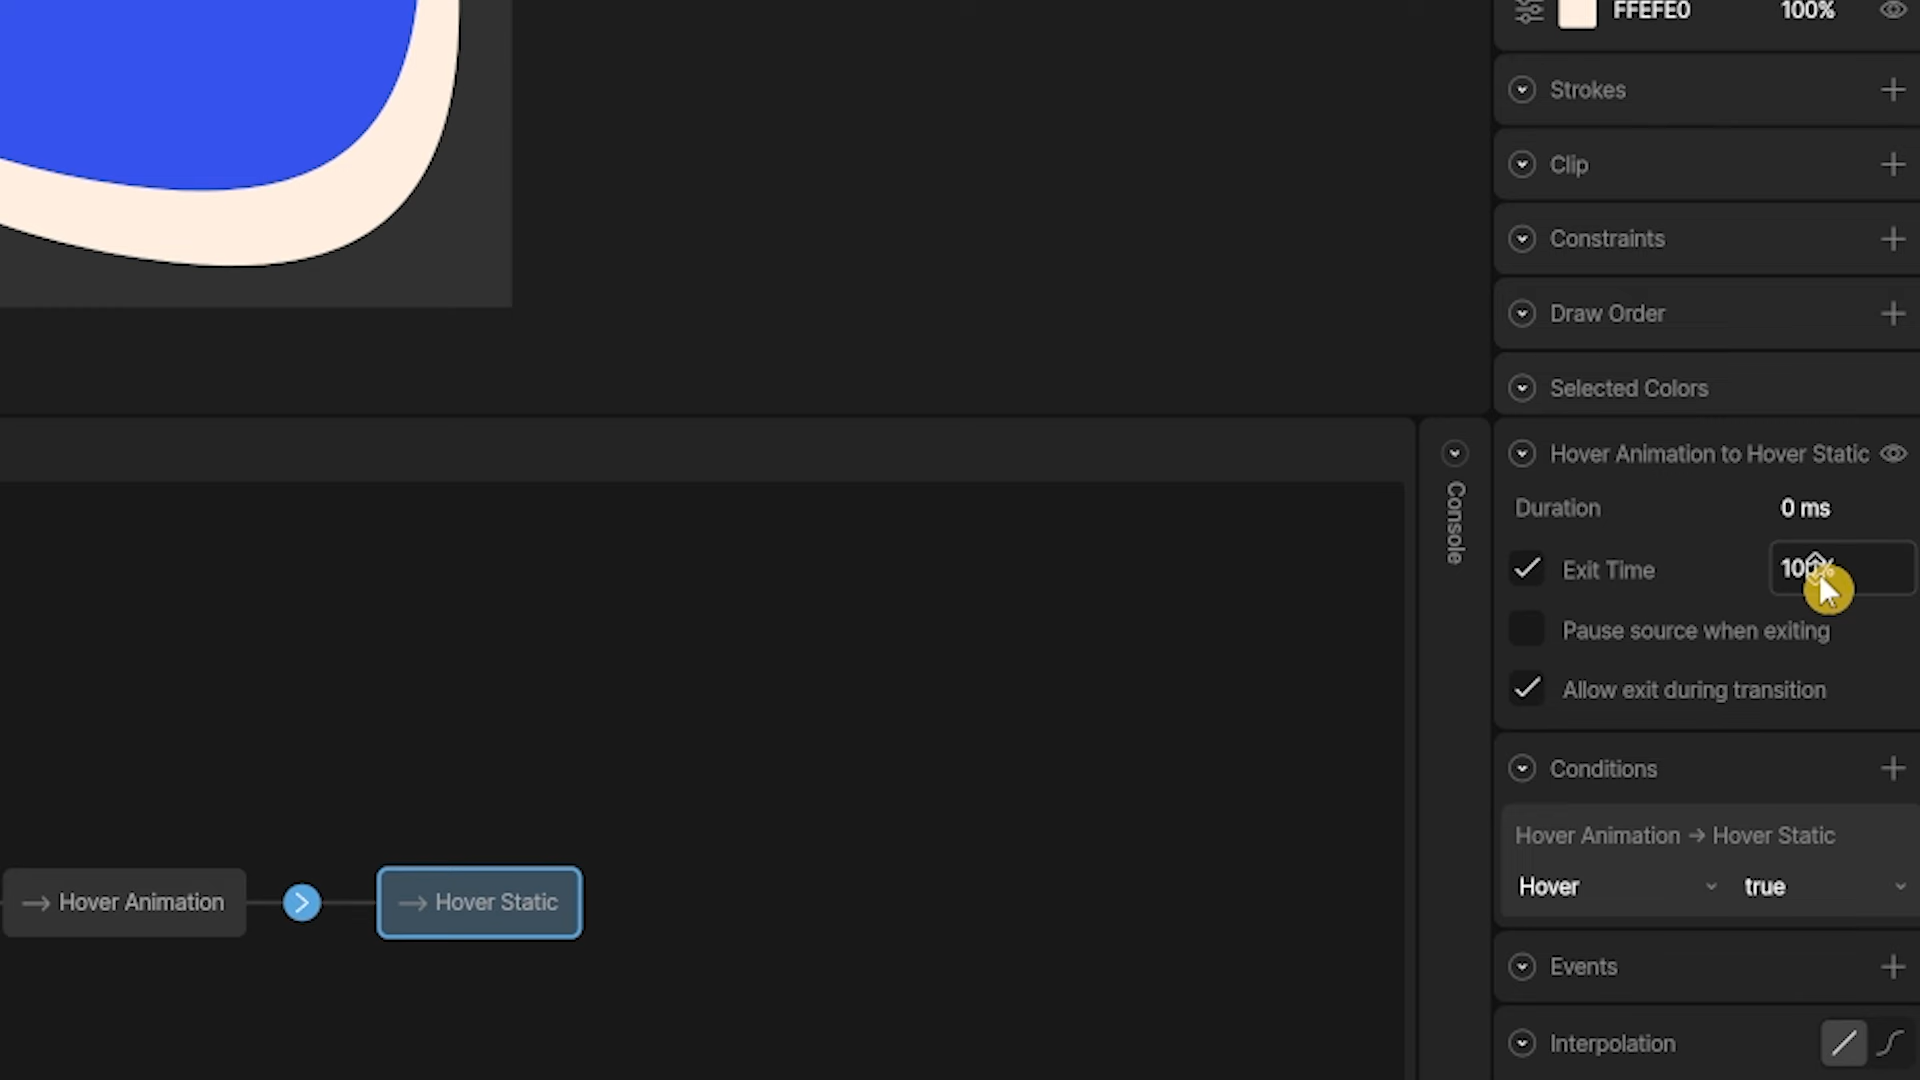 FFEFE0 100%
Strokes
Clip
Constraints
Draw Order
Selected Colors
Hover Animation to Hover Static
Duration 0 ms
Exit Time 100%
Pause source when exiting
Allow exit during transition
Conditions
Hover Animation → Hover Static
Hover true
Events
Interpolation
Console
→ Hover Animation
→ Hover Static